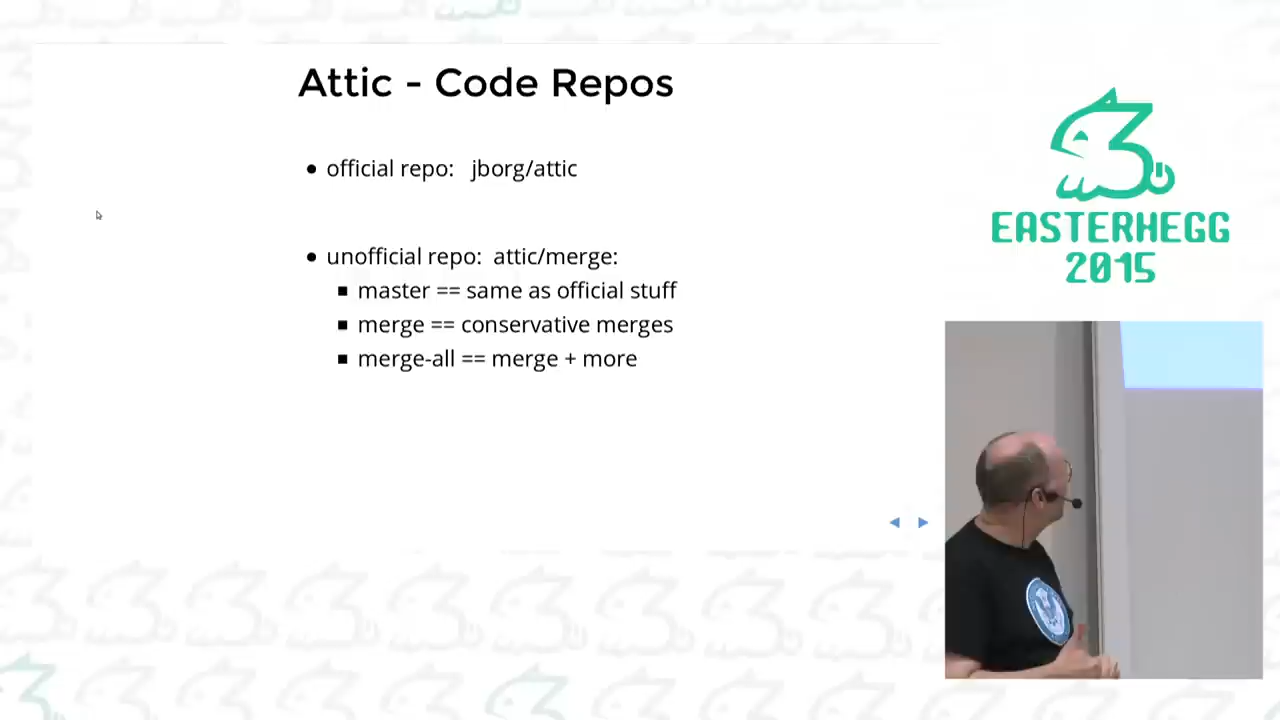 Attic - Code Repos
• official repo: jborg/attic
• unofficial repo: attic/merge:
▪ master == same as official stuff
▪ merge == conservative merges
▪ merge-all == merge + more
EASTERHEGG
2015